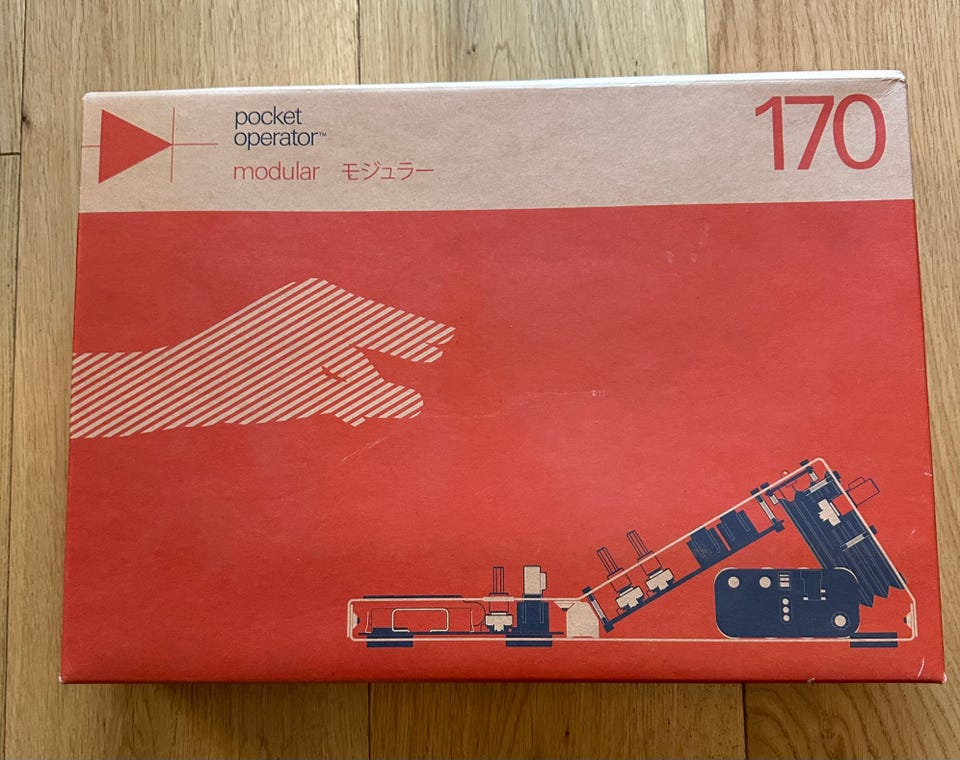 pocket
operator™
modular モジュラー
170